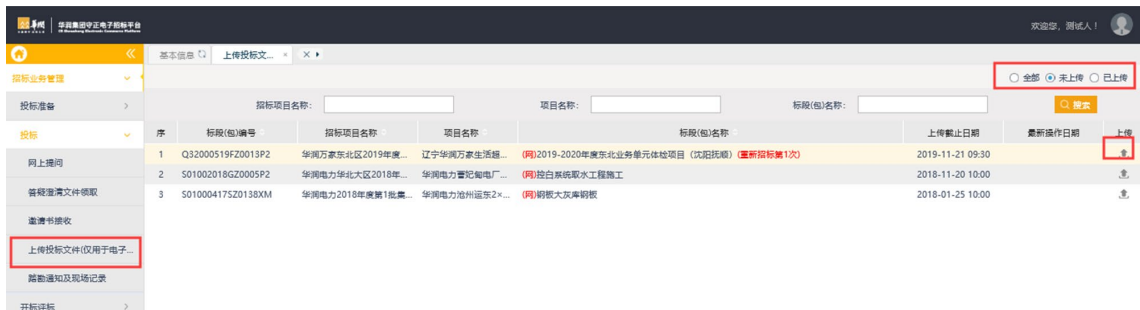 华润 华润集团守正电子招标平台
欢迎您，测试人！
基本信息 上传投标文... × × ▸
招标业务管理
全部 未上传 已上传
投标准备
招标项目名称： 项目名称： 标段(包)名称： 搜索
投标
序 标段(包)编号 招标项目名称 项目名称 标段(包)名称 上传截止日期 最新操作日期 上传
1 Q32000519FZ0013P2 华润万家东北区2019年度... 辽宁华润万家生活超... (网)2019-2020年度东北业务单元体检项目（沈阳抚顺）(重新招标第1次) 2019-11-21 09:30
网上提问
2 S01002018GZ0005P2 华润电力华北大区2018年... 华润电力曹妃甸电厂... (网)控白系统取水工程施工 2018-11-20 10:00
答疑澄清文件领取
3 S01000417SZ0138XM 华润电力2018年度第1批集... 华润电力沧州运东2×... (网)钢板大灰库钢板 2018-01-25 10:00
邀请书接收
上传投标文件(仅用于电子...
踏勘通知及现场记录
开标评标